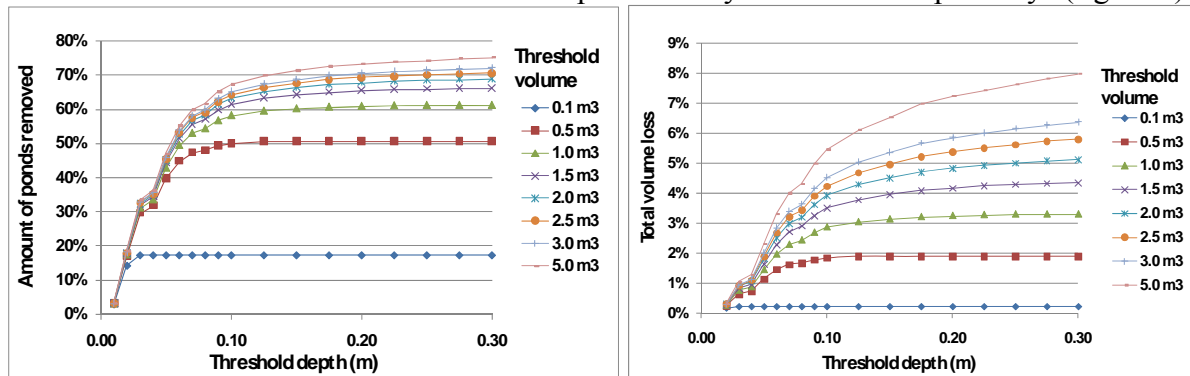 80%
70%
60%
50%
40%
30%
20%
10%
0%
0.00
0.10
0.20
0.30
Amount of ponds removed
Threshold depth (m)
Threshold
volume
0.1 m3
0.5 m3
1.0 m3
1.5 m3
2.0 m3
2.5 m3
3.0 m3
5.0 m3
9%
8%
7%
6%
5%
4%
3%
2%
1%
0%
0.00
0.10
0.20
0.30
Total volume loss
Threshold depth (m)
Threshold
volume
0.1 m3
0.5 m3
1.0 m3
1.5 m3
2.0 m3
2.5 m3
3.0 m3
5.0 m3